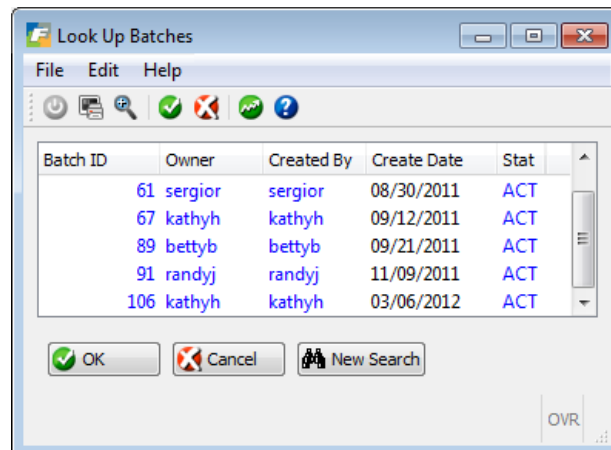 Look Up Batches
File Edit Help
Batch ID Owner Created By Create Date Stat
61 sergior sergior 08/30/2011 ACT
67 kathyh kathyh 09/12/2011 ACT
89 bettyb bettyb 09/21/2011 ACT
91 randyj randyj 11/09/2011 ACT
106 kathyh kathyh 03/06/2012 ACT
OK Cancel New Search
OVR